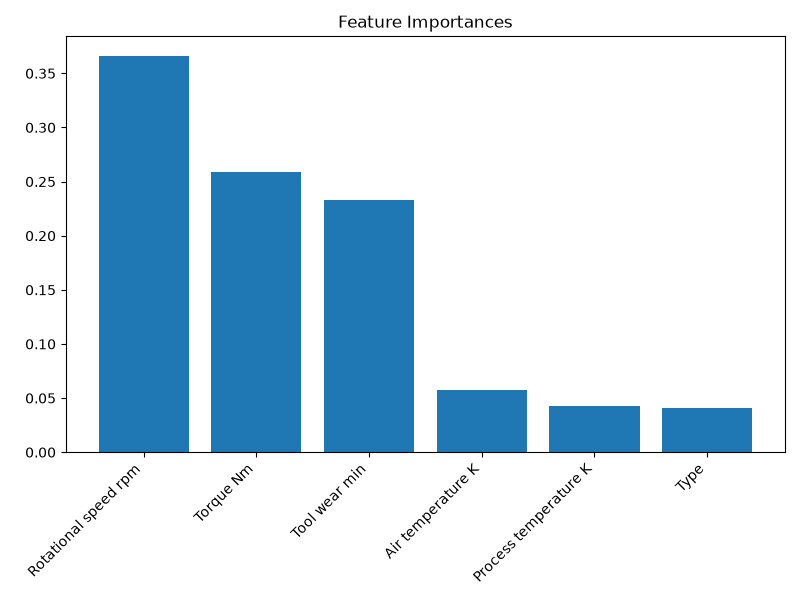 Feature Importances
0.35
0.30
0.25
0.20
0.15
0.10
0.05
0.00
Rotational speed rpm
Torque Nm
Tool wear min
Air temperature K
Process temperature K
Type